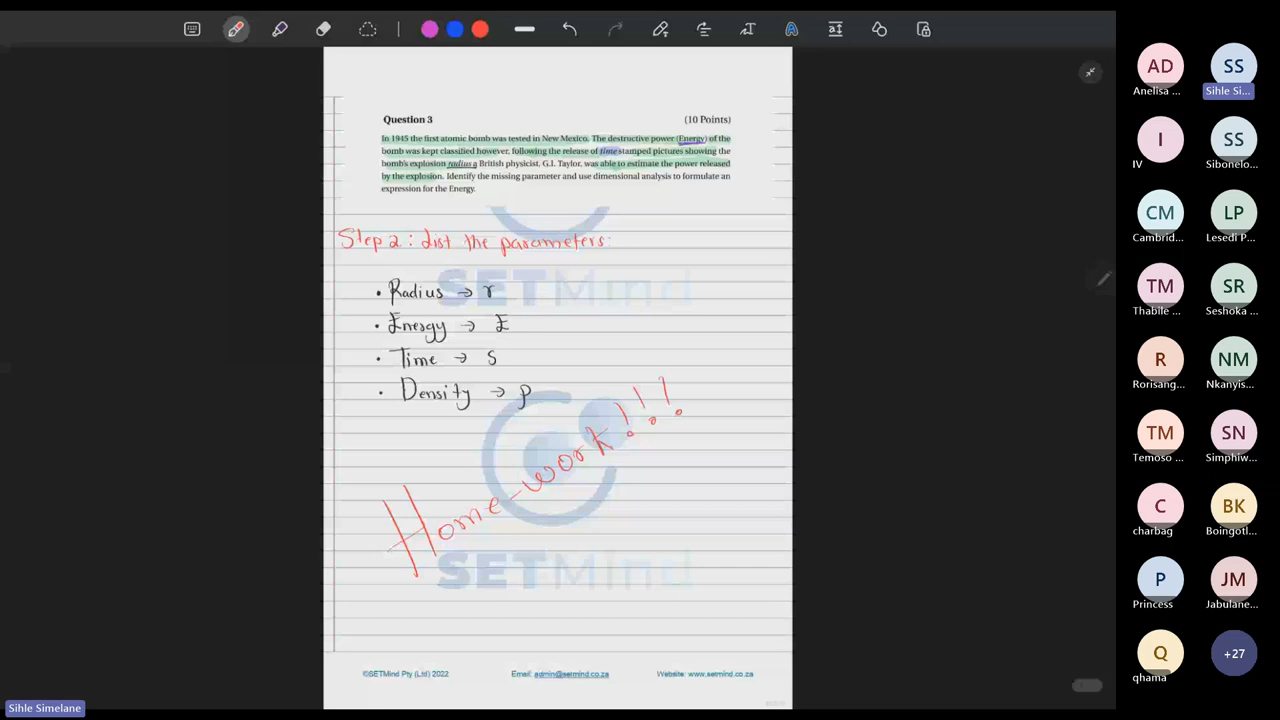 Question 3 (10 Points)
In 1945 the first atomic bomb was tested in New Mexico. The destructive power (Energy) of the
bomb was kept classified however, following the release of time stamped pictures showing the
bomb's explosion radius a British physicist, G.I. Taylor, was able to estimate the power released
by the explosion. Identify the missing parameter and use dimensional analysis to formulate an
expression for the Energy.
Step 2: List the parameters:
SETMind
• Radius → r
• Energy → E
• Time → s
• Density → ρ
Home-work!!!
SETMind
©SETMind Pty (Ltd) 2022 Email: admin@setmind.co.za Website: www.setmind.co.za
AD SS
Anelisa ... Sihle Si...
I SS
IV Sibonelo...
CM LP
Cambrid... Lesedi P...
TM SR
Thabile ... Seshoka ...
R NM
Rorisang... Nkanyis...
TM SN
Temoso ... Simphiw...
C BK
charbag Boingotl...
P JM
Princess Jabulane...
Q +27
qhama
Sihle Simelane